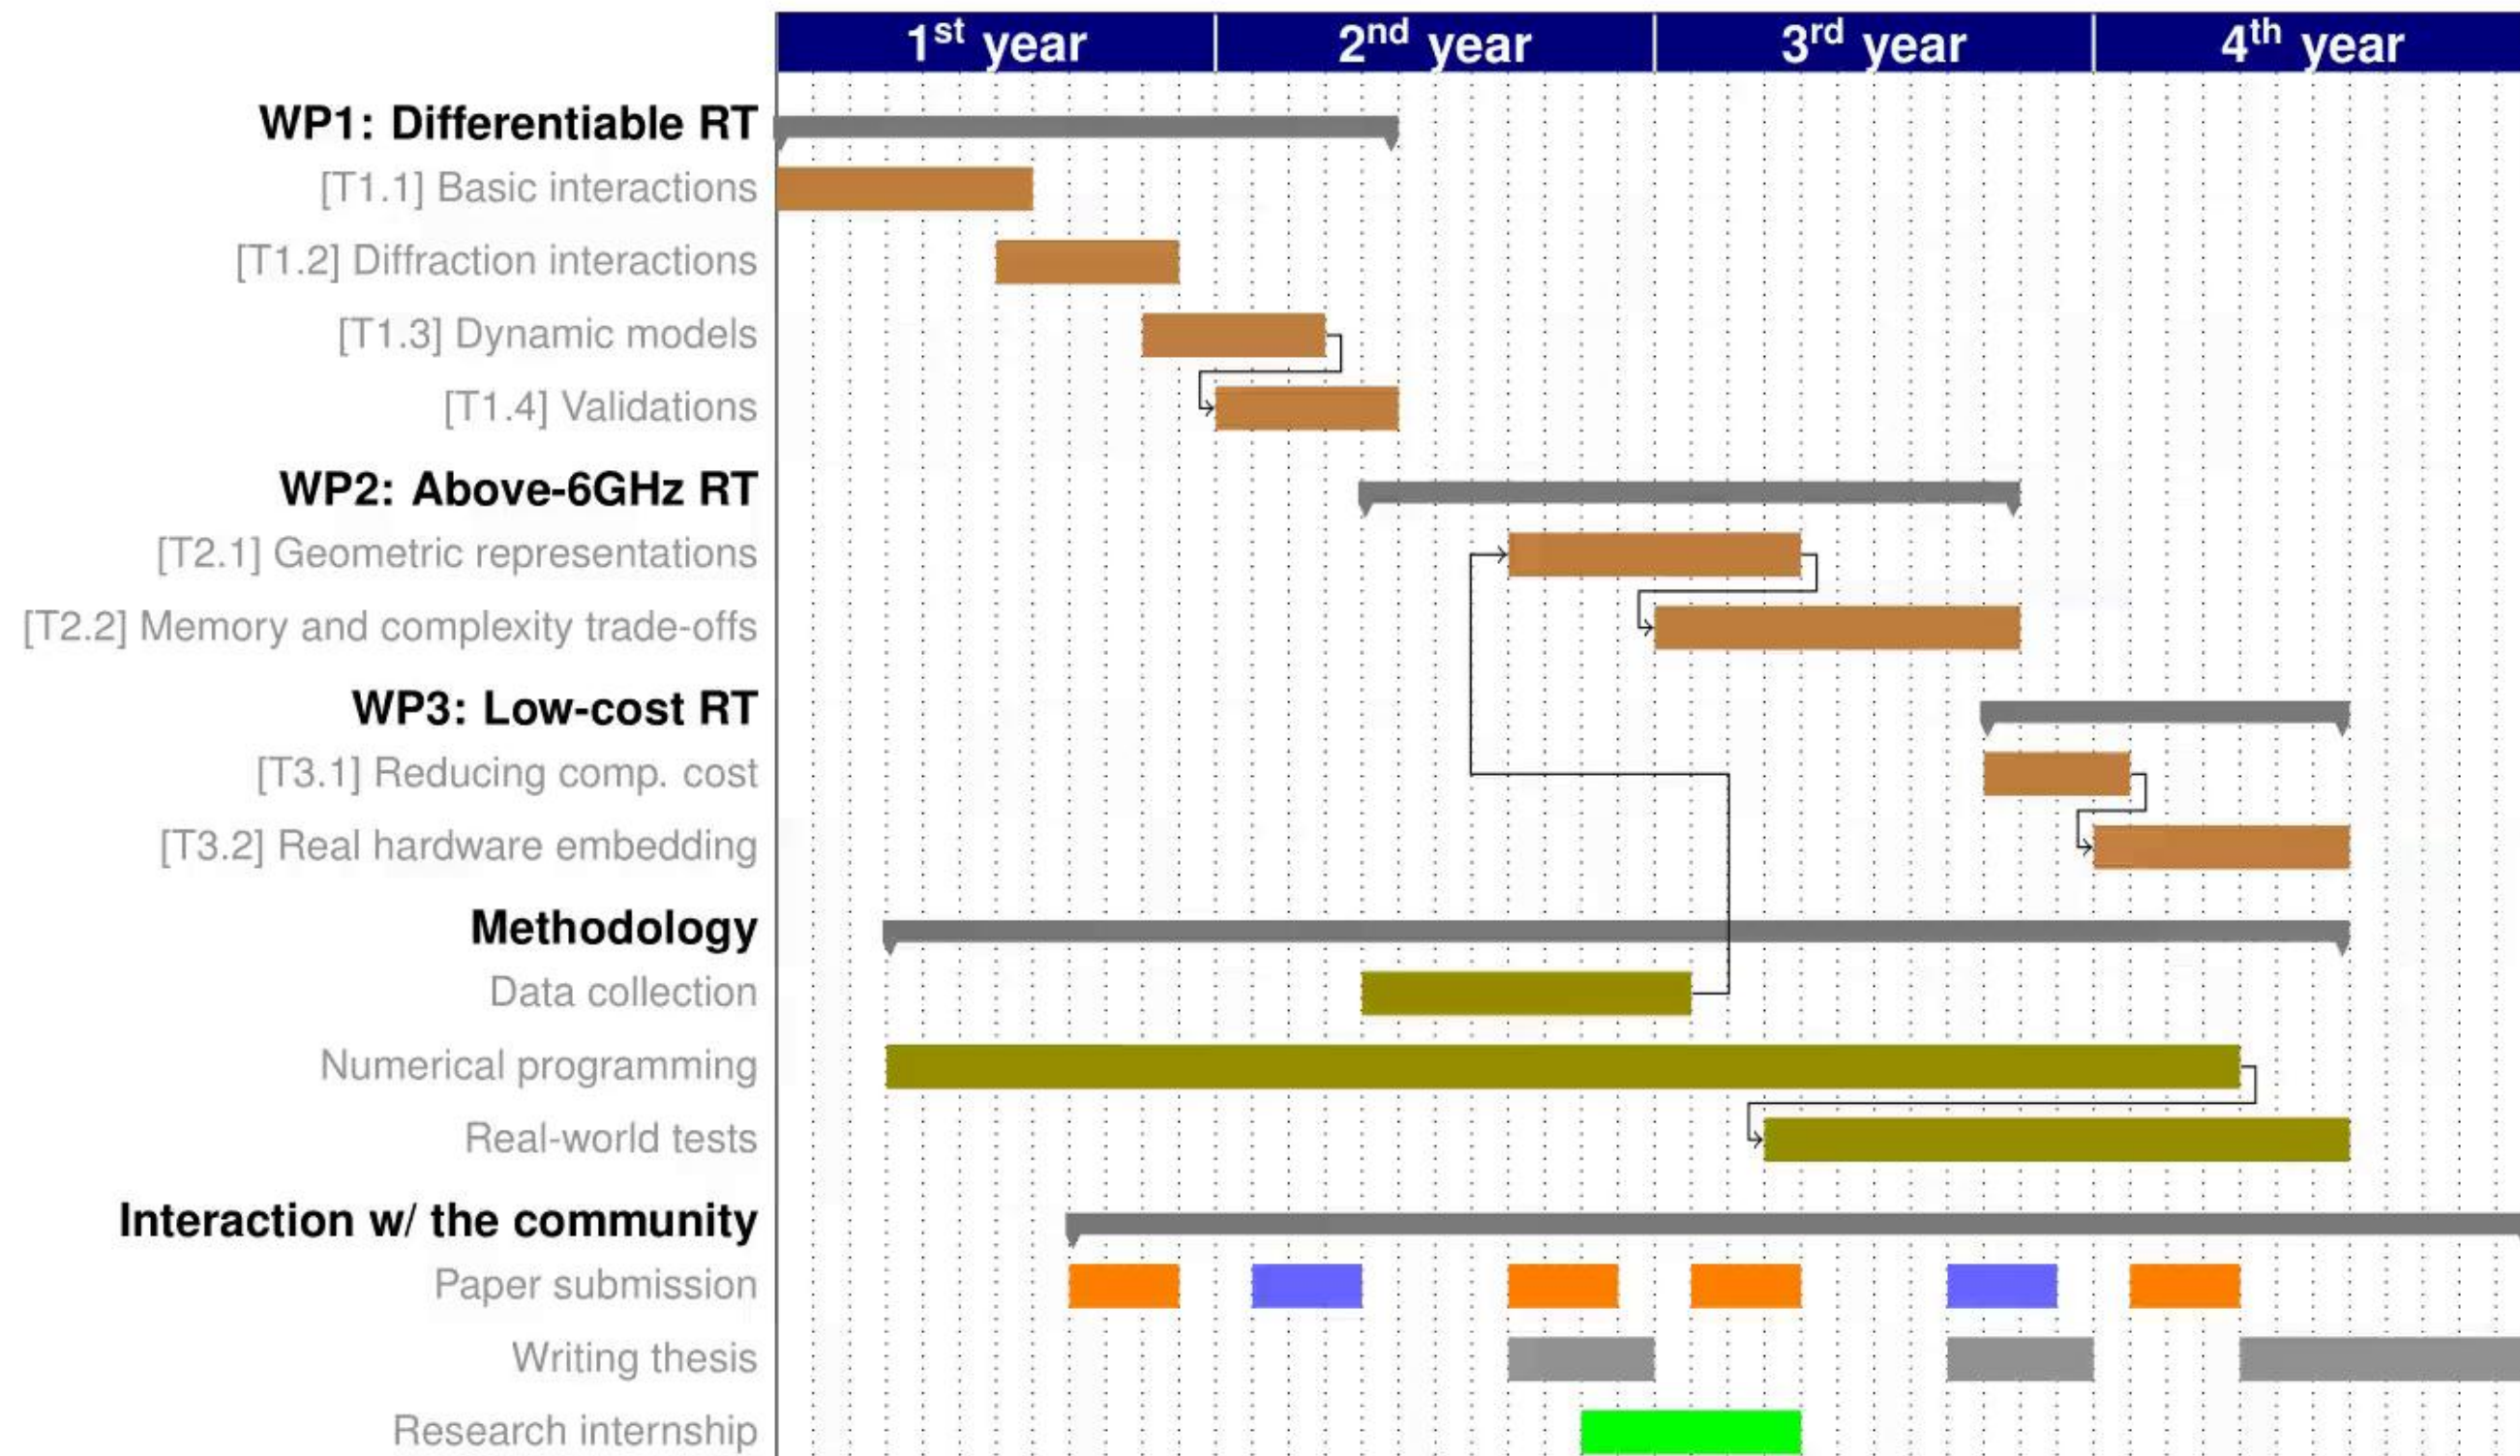 1st year 2nd year 3rd year 4th year
WP1: Differentiable RT
[T1.1] Basic interactions
[T1.2] Diffraction interactions
[T1.3] Dynamic models
[T1.4] Validations
WP2: Above-6GHz RT
[T2.1] Geometric representations
[T2.2] Memory and complexity trade-offs
WP3: Low-cost RT
[T3.1] Reducing comp. cost
[T3.2] Real hardware embedding
Methodology
Data collection
Numerical programming
Real-world tests
Interaction w/ the community
Paper submission
Writing thesis
Research internship